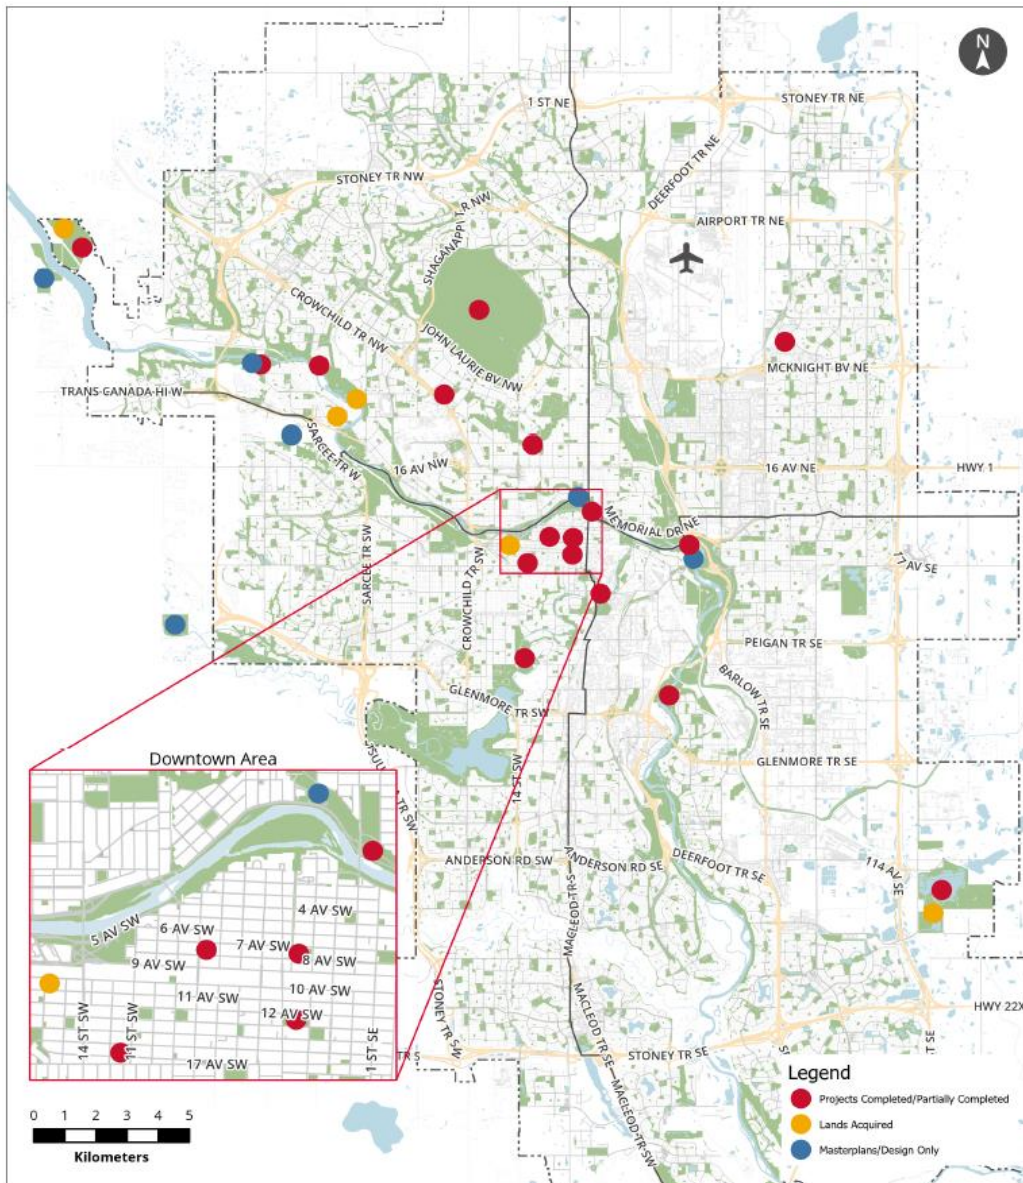 N
1 ST NE
STONEY TR NE
DEERFOOT TR NE
STONEY TR NW
SHAGANAPPI T
R NW
AIRPORT TR NE
CROWCHILD TR NW
JOHN LAURIE BV NW
MCKNIGHT BV NE
TRANS CANADA HI W
SARCEE TR W
16 AV NW
16 AV NE
HWY 1
MEMORIAL DR NE
SARCEE TR SW
CROWCHILD TR SW
17 AV SE
PEIGAN TR SE
BARLOW TR SE
GLENMORE TR SW
GLENMORE TR SE
14 ST SW
TSUU
TR SW
ANDERSON RD SW
ANDERSON RD SE
DEERFOOT TR SE
114 AV SE
MACLEOD TR S
STONEY TR SW
HWY 22X
MACLEOD TR SE
MACLEOD TR SW
STONEY TR SE
TR S
ST SE
Downtown Area
5 AV SW
6 AV SW
4 AV SW
7 AV SW
8 AV SW
9 AV SW
10 AV SW
11 AV SW
12 AV SW
14 ST SW
11 ST SW
17 AV SW
1 ST SE
0 1 2 3 4 5
Kilometers
Legend
Projects Completed/Partially Completed
Lands Acquired
Masterplans/Design Only